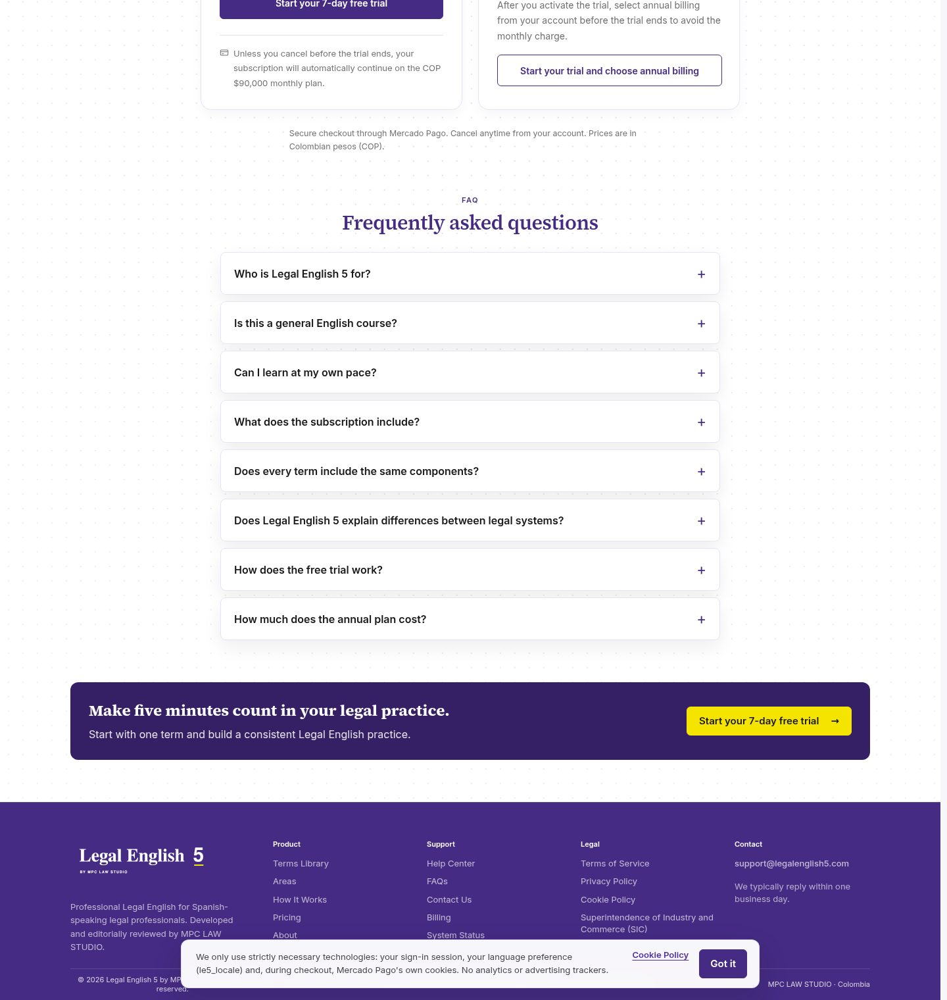 Start your 7-day free trial
Unless you cancel before the trial ends, your
subscription will automatically continue on the COP
$90,000 monthly plan.
After you activate the trial, select annual billing
from your account before the trial ends to avoid the
monthly charge.
Start your trial and choose annual billing
Secure checkout through Mercado Pago. Cancel anytime from your account. Prices are in
Colombian pesos (COP).
FAQ
Frequently asked questions
Who is Legal English 5 for?
+
Is this a general English course?
+
Can I learn at my own pace?
+
What does the subscription include?
+
Does every term include the same components?
+
Does Legal English 5 explain differences between legal systems?
+
How does the free trial work?
+
How much does the annual plan cost?
+
Make five minutes count in your legal practice.
Start with one term and build a consistent Legal English practice.
Start your 7-day free trial →
Legal English 5
BY MPC LAW STUDIO
Professional Legal English for Spanish-
speaking legal professionals. Developed
and editorially reviewed by MPC LAW
STUDIO.
Product
Terms Library
Areas
How It Works
Pricing
About
Support
Help Center
FAQs
Contact Us
Billing
System Status
Legal
Terms of Service
Privacy Policy
Cookie Policy
Superintendence of Industry and
Commerce (SIC)
Contact
support@legalenglish5.com
We typically reply within one
business day.
We only use strictly necessary technologies: your sign-in session, your language preference
(le5_locale) and, during checkout, Mercado Pago's own cookies. No analytics or advertising trackers.
Cookie Policy
Got it
© 2026 Legal English 5 by
reserved.
MPC LAW STUDIO · Colombia